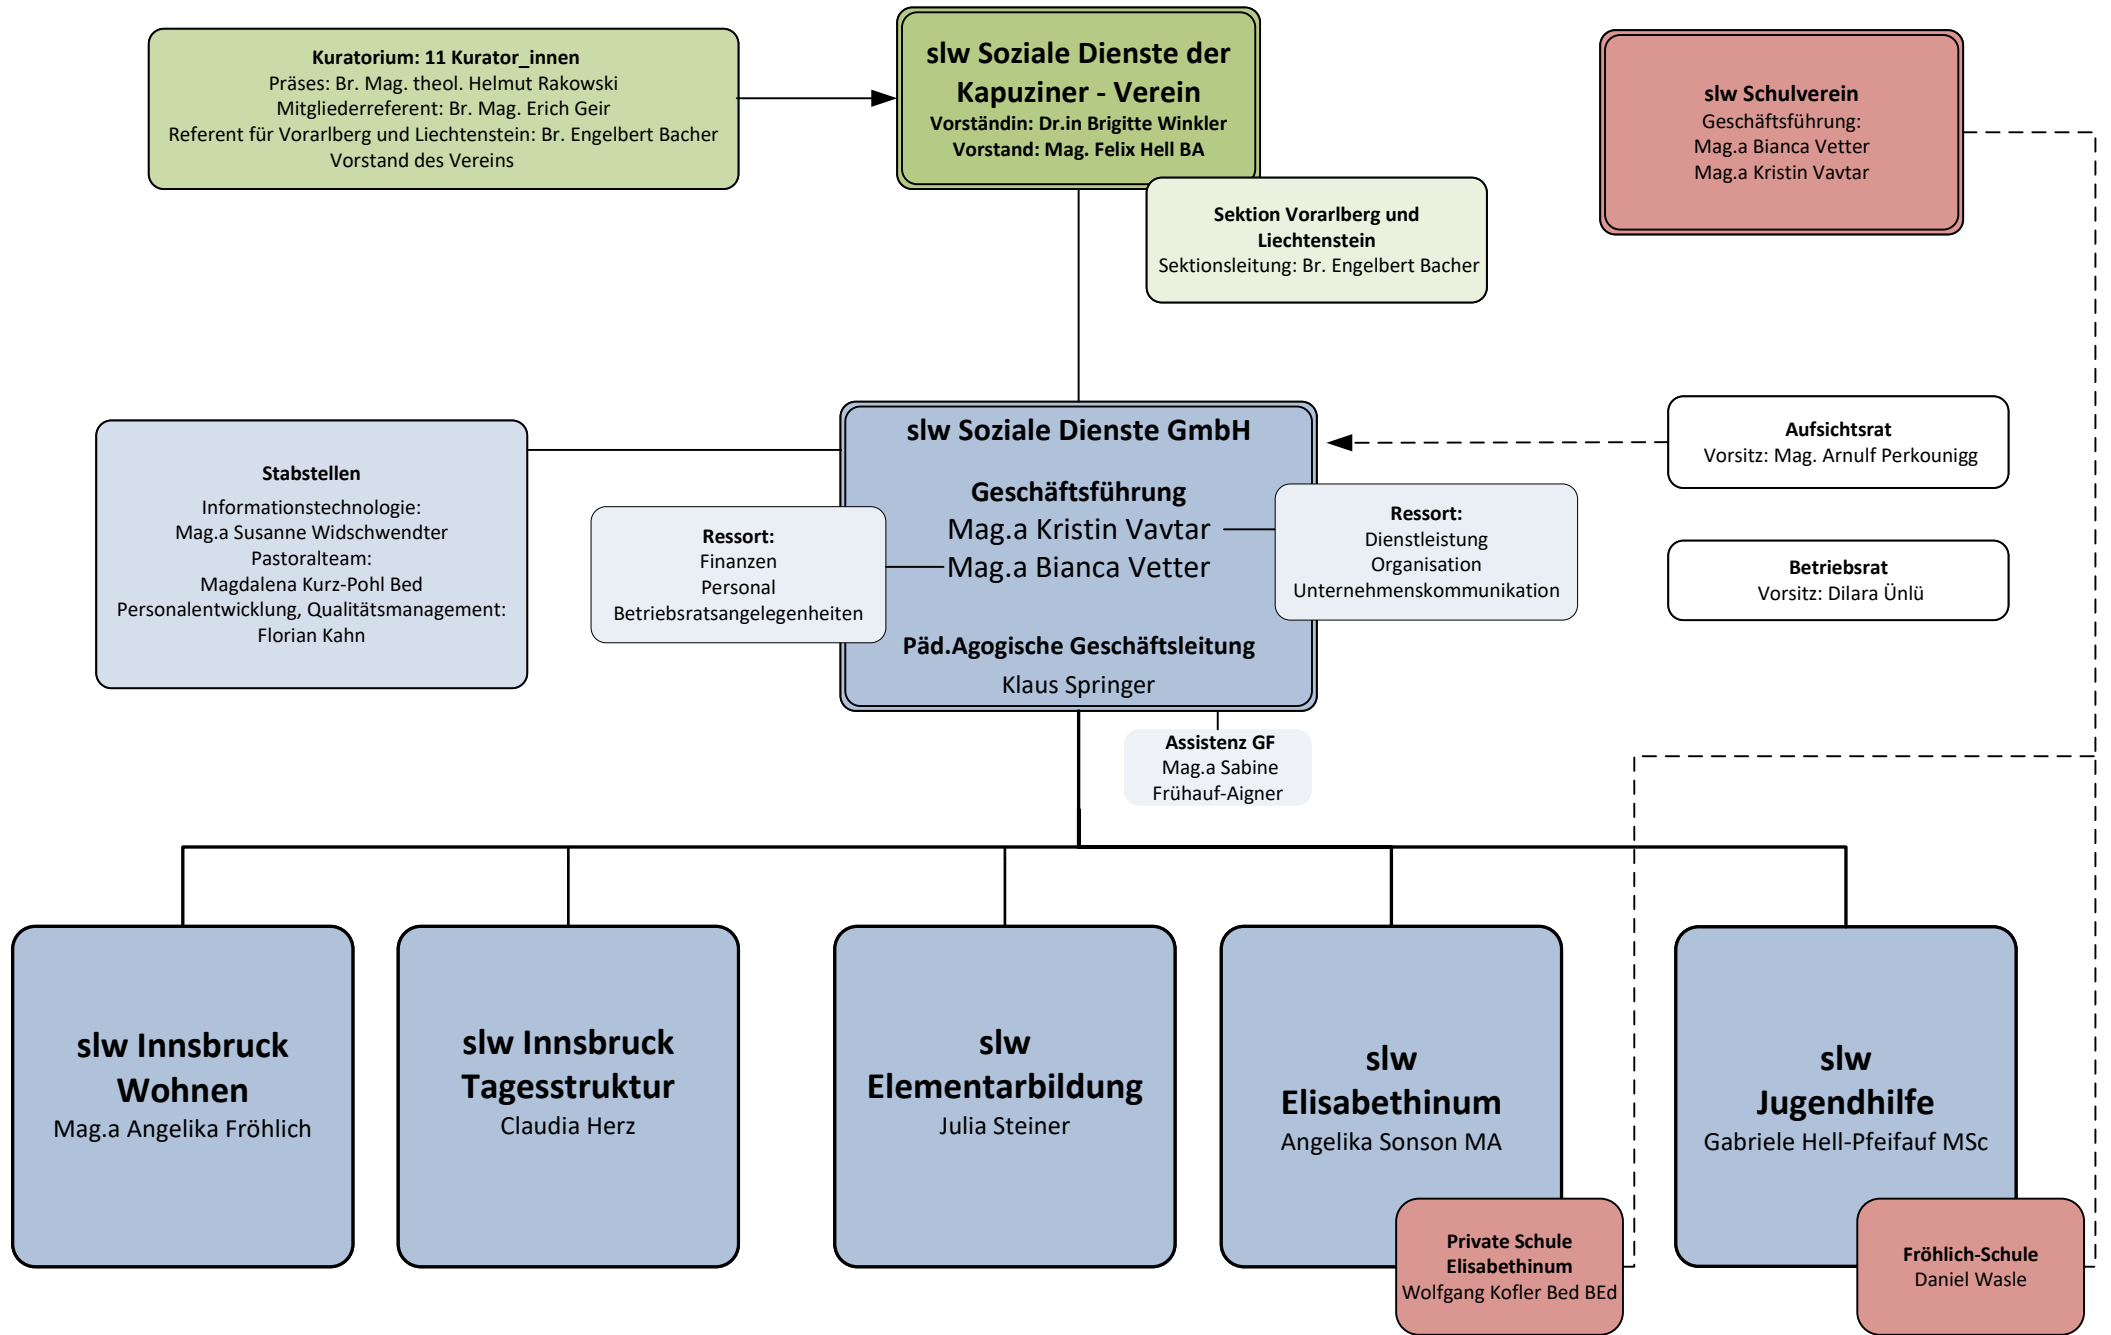 Kuratorium: 11 Kurator_innen
Präses: Br. Mag. theol. Helmut Rakowski
Mitgliederreferent: Br. Mag. Erich Geir
Referent für Vorarlberg und Liechtenstein: Br. Engelbert Bacher
Vorstand des Vereins
slw Soziale Dienste der
Kapuziner - Verein
Vorständin: Dr.in Brigitte Winkler
Vorstand: Mag. Felix Hell BA
slw Schulverein
Geschäftsführung:
Mag.a Bianca Vetter
Mag.a Kristin Vavtar
Sektion Vorarlberg und
Liechtenstein
Sektionsleitung: Br. Engelbert Bacher
Stabstellen
Informationstechnologie:
Mag.a Susanne Widschwendter
Pastoralteam:
Magdalena Kurz-Pohl Bed
Personalentwicklung, Qualitätsmanagement:
Florian Kahn
Ressort:
Finanzen
Personal
Betriebsratsangelegenheiten
slw Soziale Dienste GmbH
Geschäftsführung
Mag.a Kristin Vavtar
Mag.a Bianca Vetter
Päd.Agogische Geschäftsleitung
Klaus Springer
Ressort:
Dienstleistung
Organisation
Unternehmenskommunikation
Aufsichtsrat
Vorsitz: Mag. Arnulf Perkounigg
Betriebsrat
Vorsitz: Dilara Ünlü
Assistenz GF
Mag.a Sabine
Frühauf-Aigner
slw Innsbruck
Wohnen
Mag.a Angelika Fröhlich
slw Innsbruck
Tagesstruktur
Claudia Herz
slw
Elementarbildung
Julia Steiner
slw
Elisabethinum
Angelika Sonson MA
slw
Jugendhilfe
Gabriele Hell-Pfeifauf MSc
Private Schule
Elisabethinum
Wolfgang Kofler Bed BEd
Fröhlich-Schule
Daniel Wasle